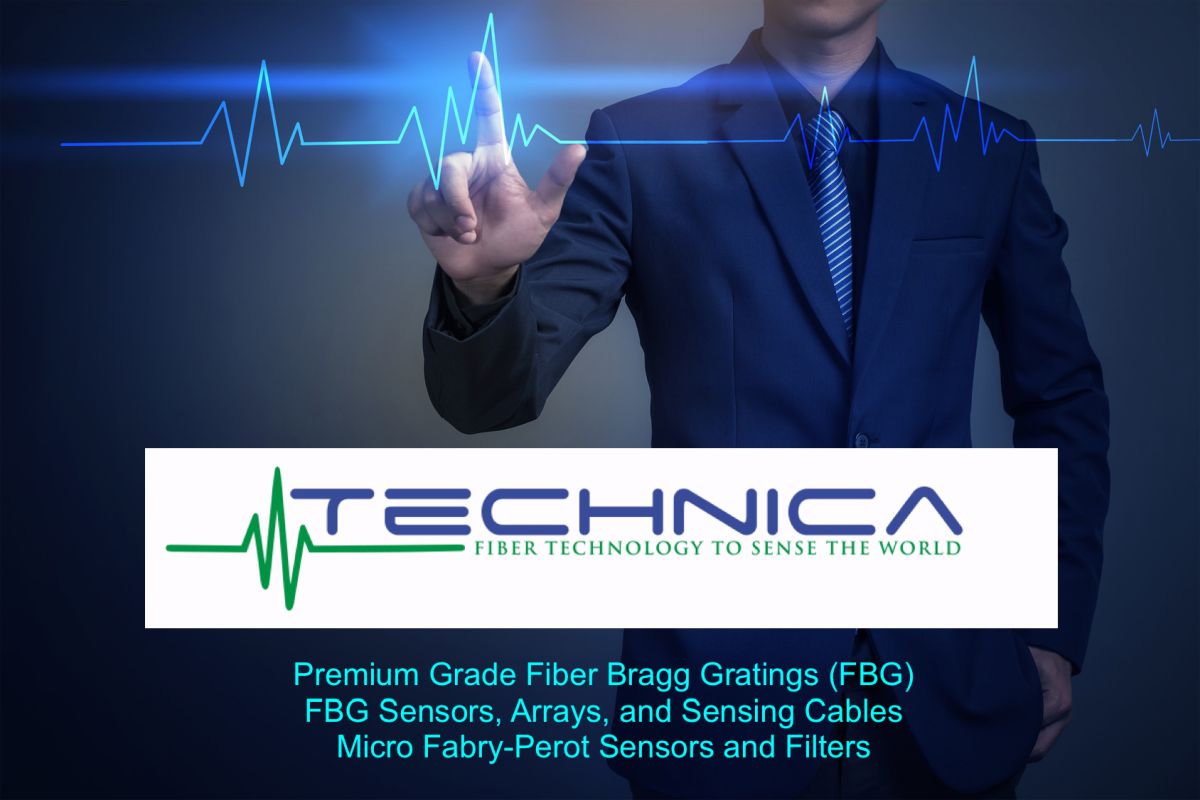 TECHNICA
FIBER TECHNOLOGY TO SENSE THE WORLD
Premium Grade Fiber Bragg Gratings (FBG)
FBG Sensors, Arrays, and Sensing Cables
Micro Fabry-Perot Sensors and Filters